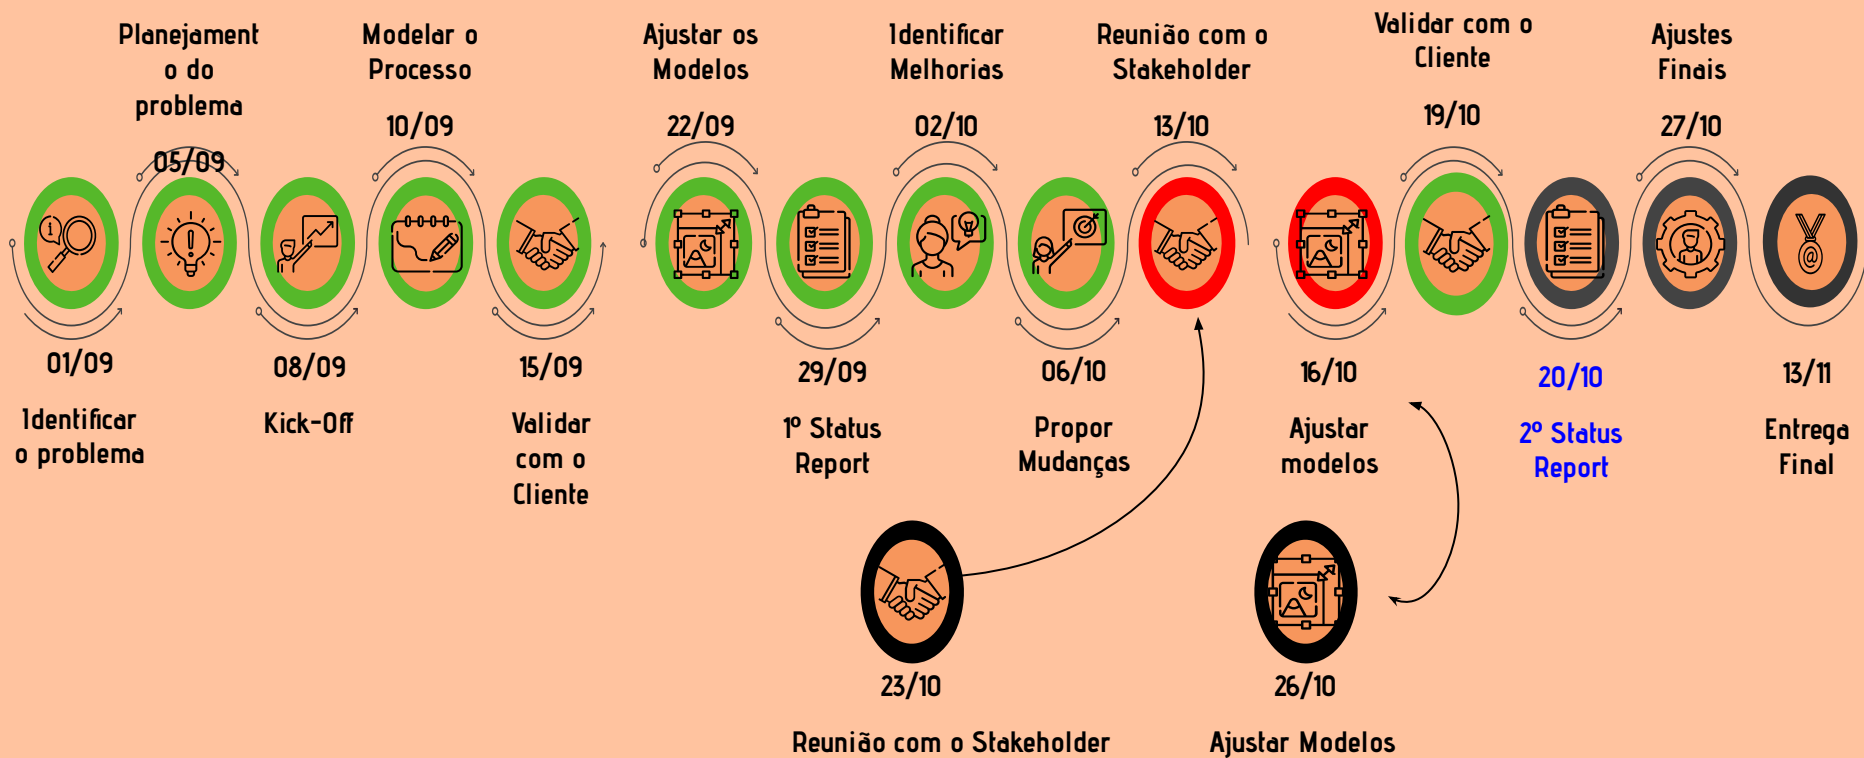 Planejament
o do
problema
05/09
Modelar o
Processo
10/09
Ajustar os
Modelos
22/09
Identificar
Melhorias
02/10
Reunião com o
Stakeholder
13/10
Validar com o
Cliente
19/10
Ajustes
Finais
27/10
i
@
01/09
Identificar
o problema
08/09
Kick-Off
15/09
Validar
com o
Cliente
29/09
1º Status
Report
06/10
Propor
Mudanças
16/10
Ajustar
modelos
20/10
2º Status
Report
13/11
Entrega
Final
23/10
Reunião com o Stakeholder
26/10
Ajustar Modelos